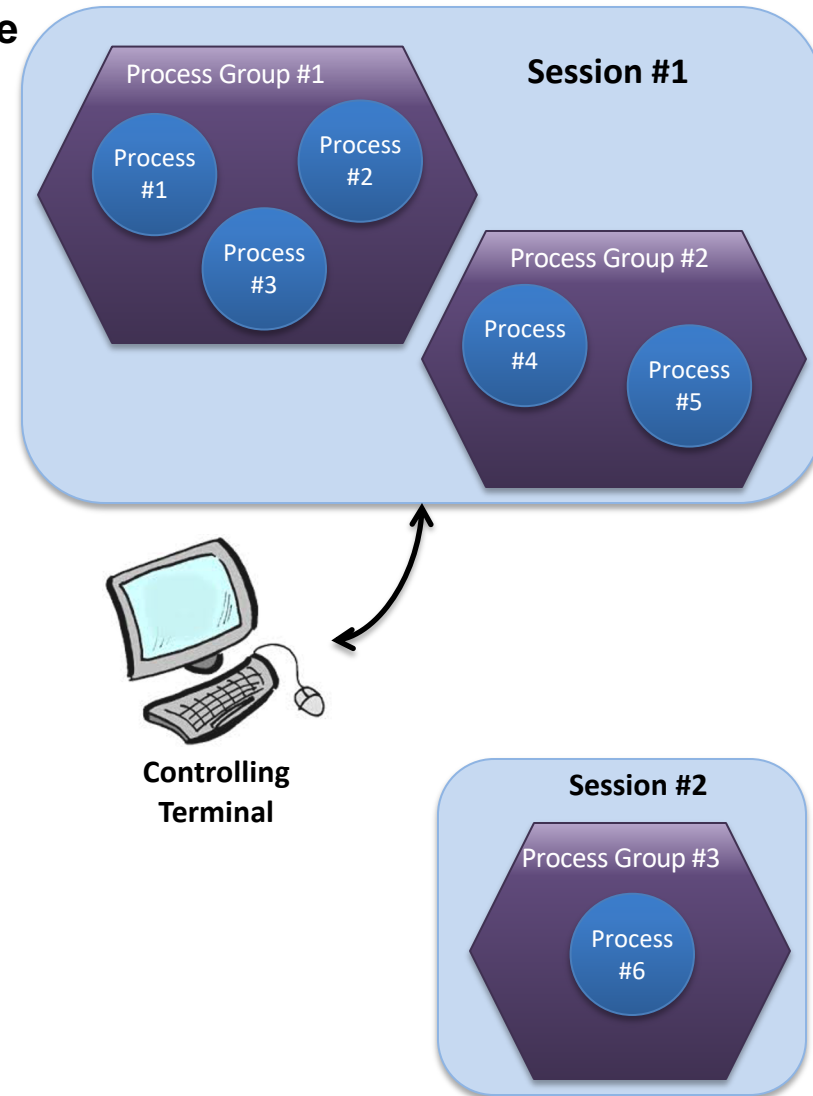 e
Process Group #1
Session #1
Process
#1
Process
#2
Process
#3
Process Group #2
Process
#4
Process
#5
Controlling
Terminal
Session #2
Process Group #3
Process
#6